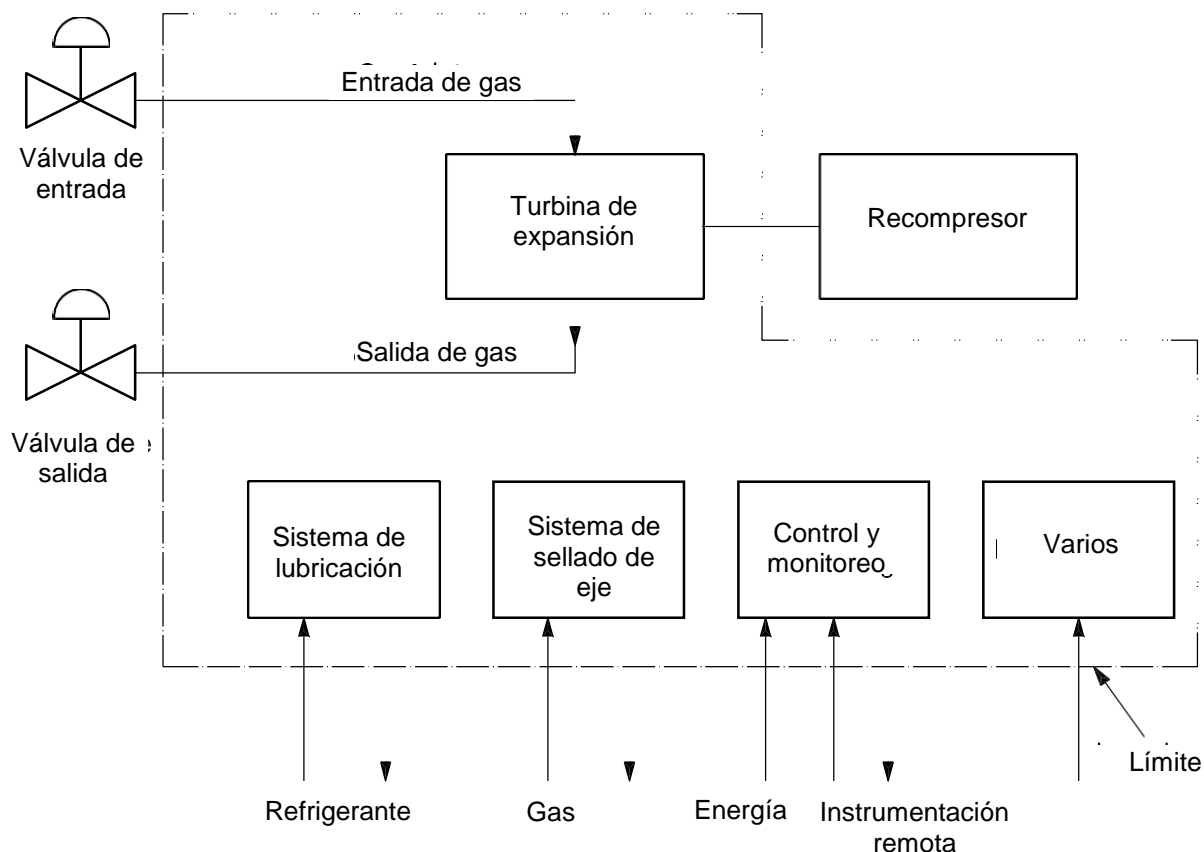 Entrada de gas
Válvula de
entrada
Turbina de
expansión
Recompresor
Salida de gas
Válvula de
salida
Sistema de
lubricación
Sistema de
sellado de
eje
Control y
monitoreo
Varios
Límite
Refrigerante
Gas
Energía
Instrumentación
remota